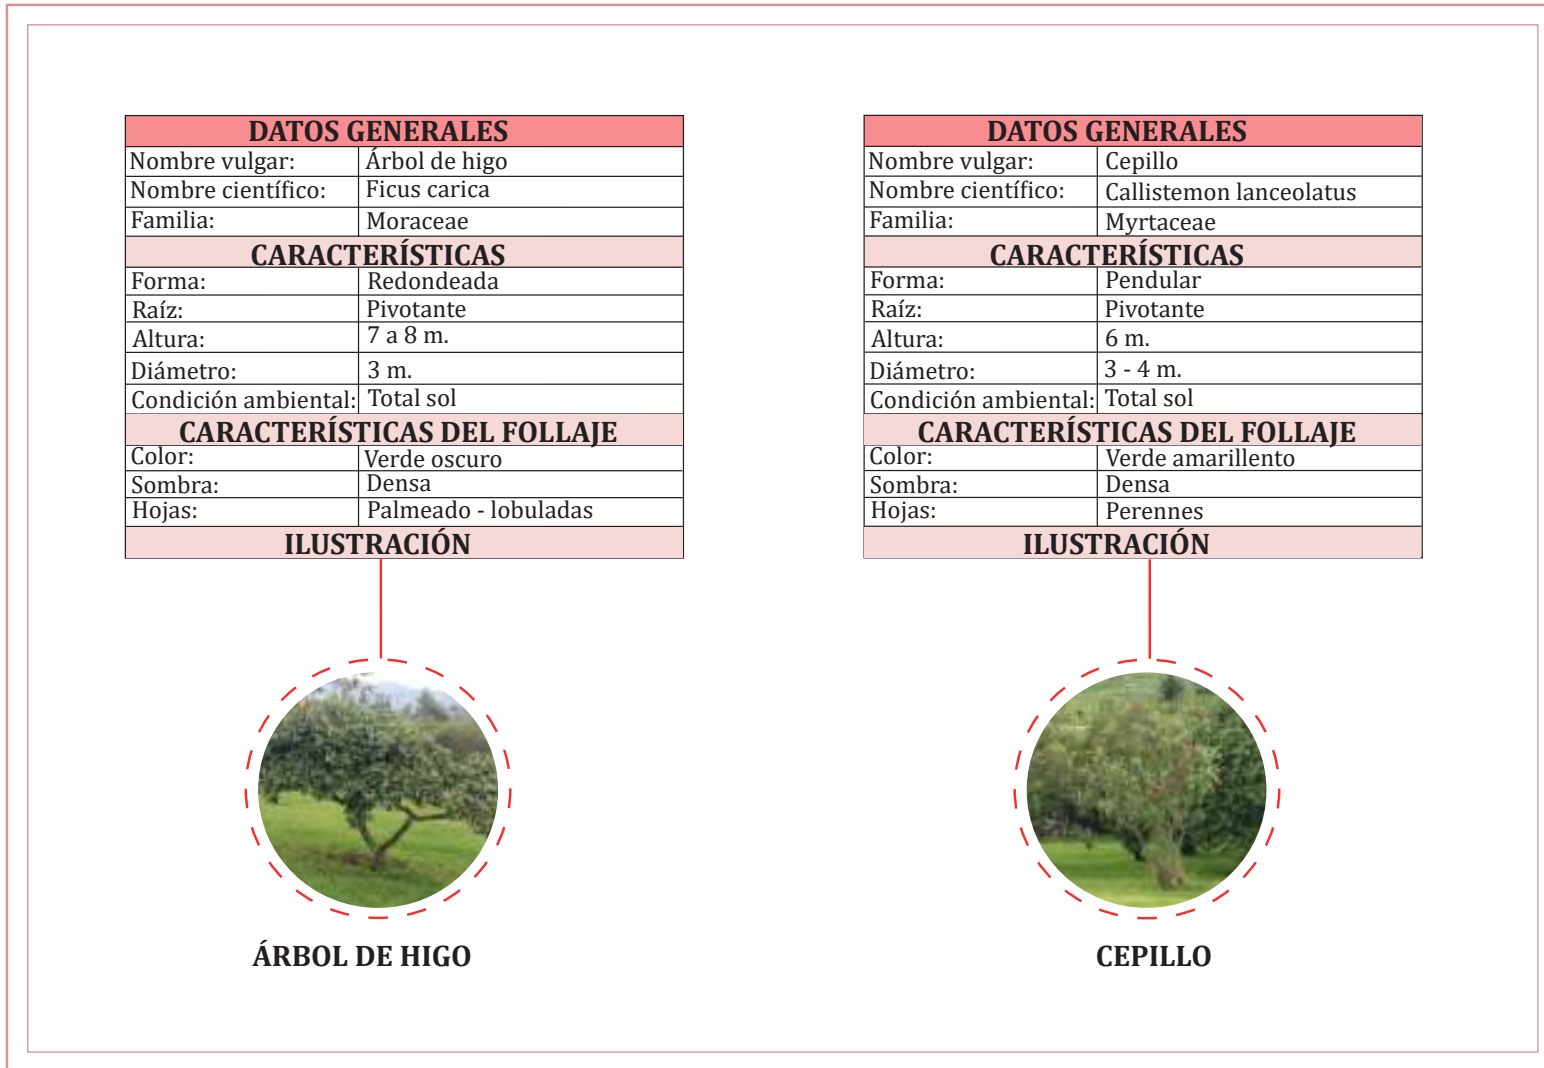 DATOS GENERALES
Nombre vulgar: Árbol de higo
Nombre científico: Ficus carica
Familia: Moraceae
CARACTERÍSTICAS
Forma: Redondeada
Raíz: Pivotante
Altura: 7 a 8 m.
Diámetro: 3 m.
Condición ambiental: Total sol
CARACTERÍSTICAS DEL FOLLAJE
Color: Verde oscuro
Sombra: Densa
Hojas: Palmeado - lobuladas
ILUSTRACIÓN
ÁRBOL DE HIGO
DATOS GENERALES
Nombre vulgar: Cepillo
Nombre científico: Callistemon lanceolatus
Familia: Myrtaceae
CARACTERÍSTICAS
Forma: Pendular
Raíz: Pivotante
Altura: 6 m.
Diámetro: 3 - 4 m.
Condición ambiental: Total sol
CARACTERÍSTICAS DEL FOLLAJE
Color: Verde amarillento
Sombra: Densa
Hojas: Perennes
ILUSTRACIÓN
CEPILLO